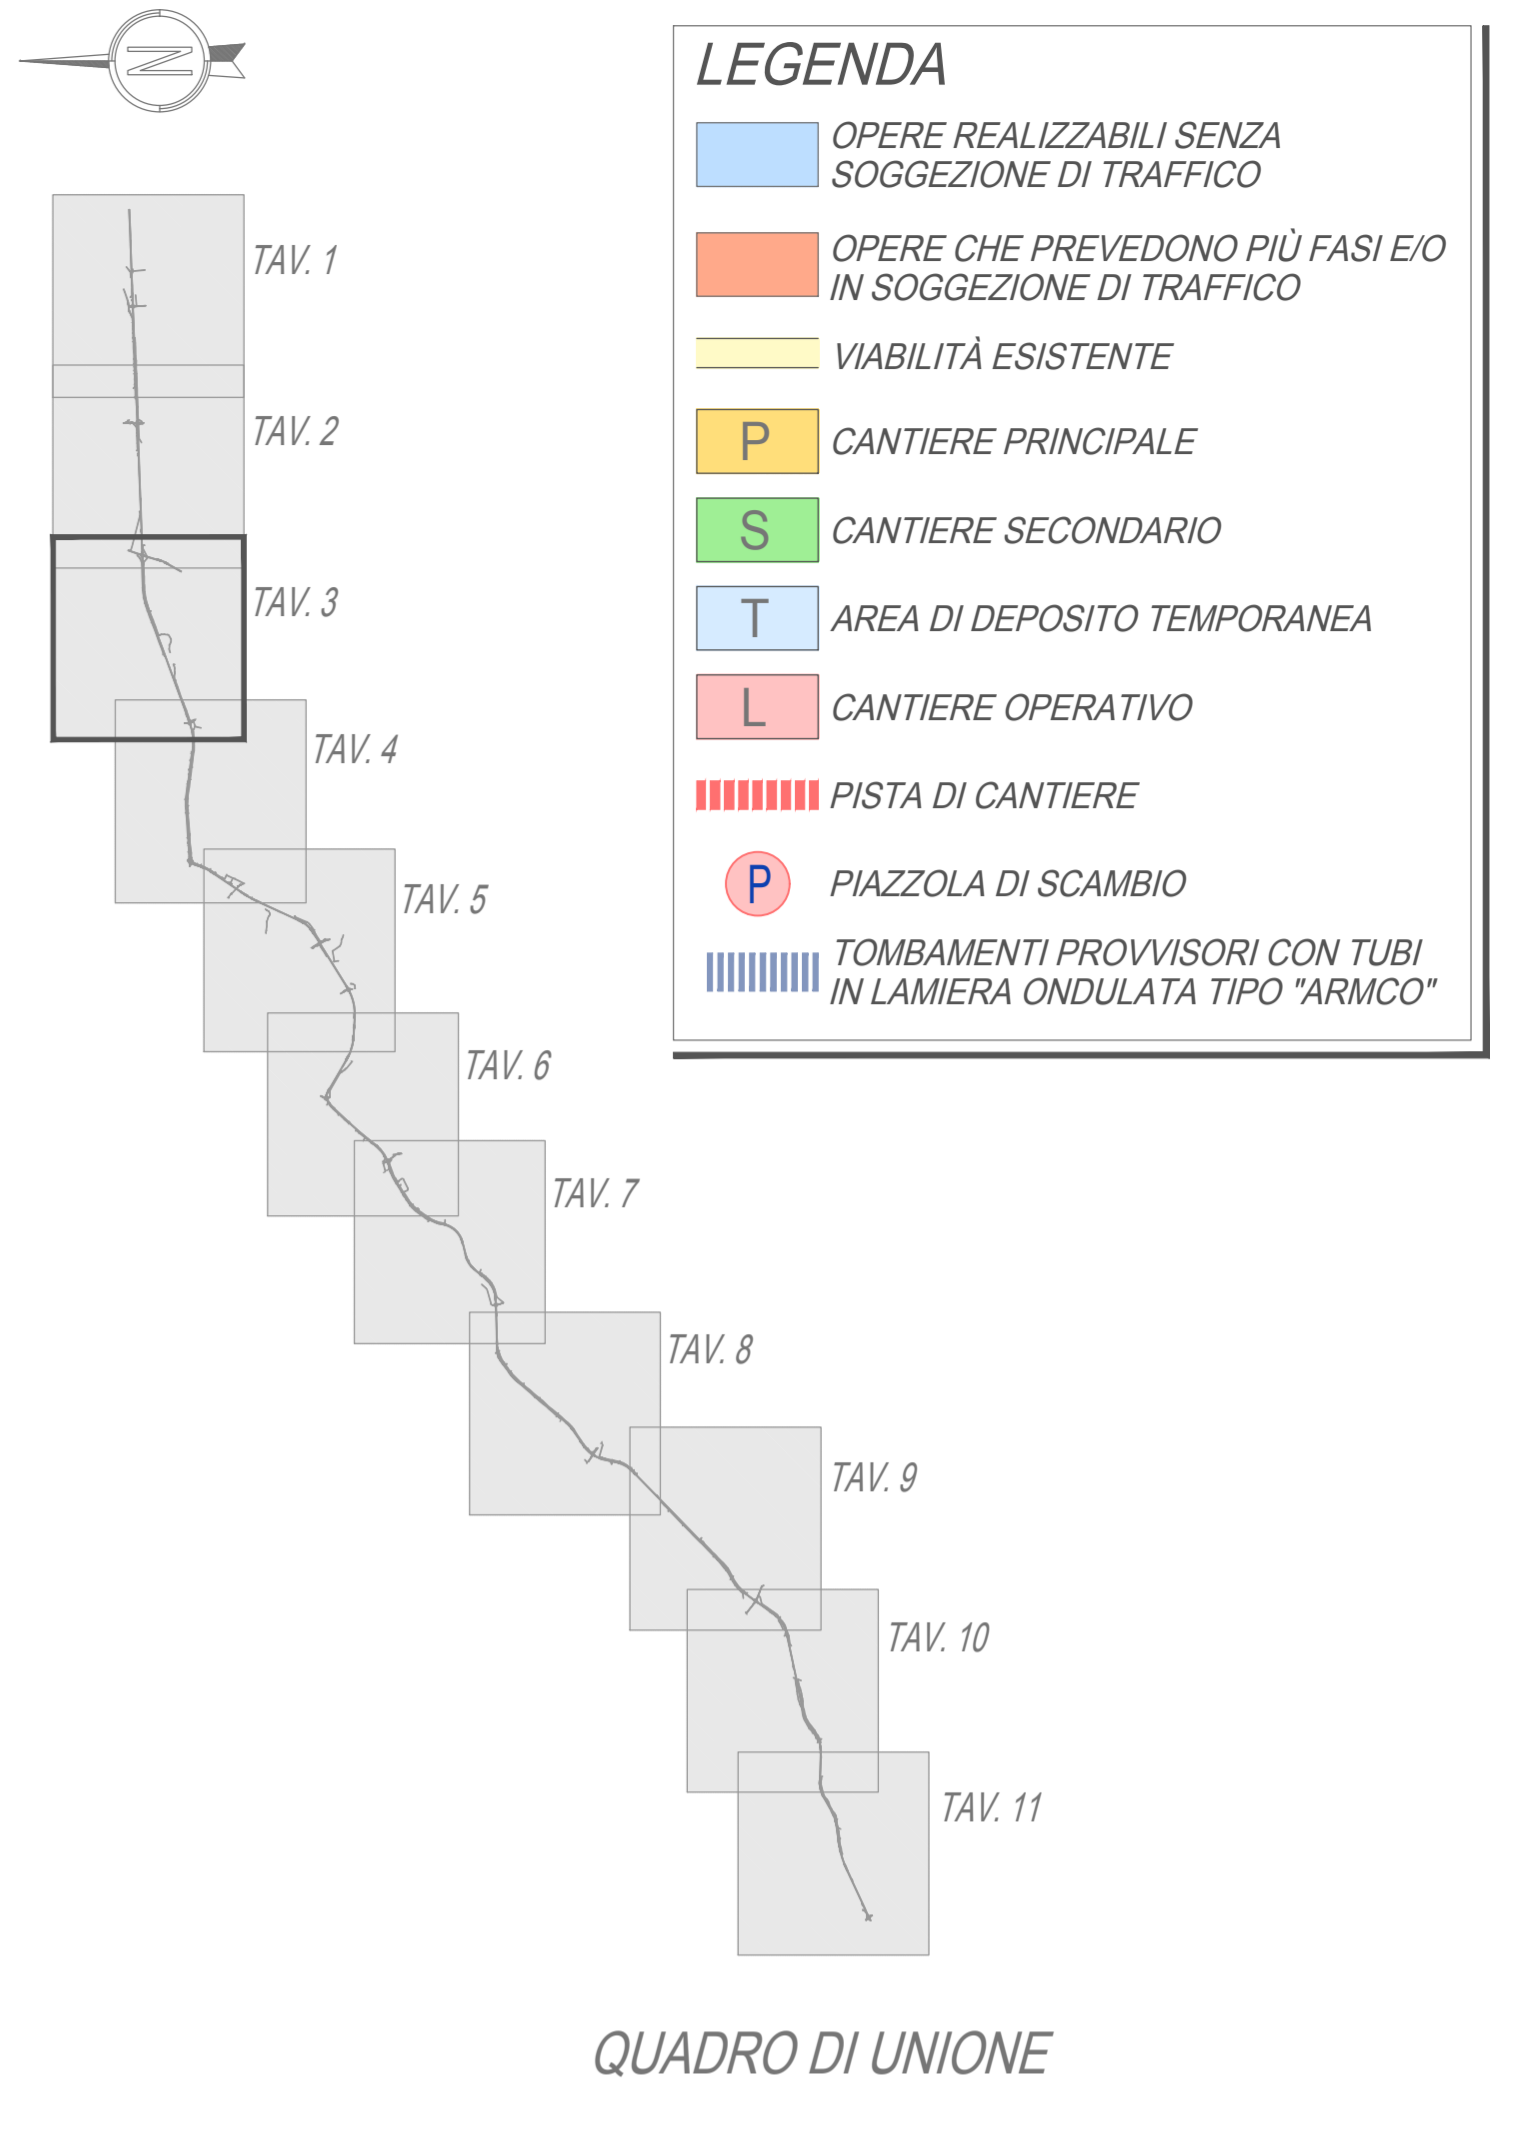 N
LEGENDA
OPERE REALIZZABILI SENZA
SOGGEZIONE DI TRAFFICO
OPERE CHE PREVEDONO PIÙ FASI E/O
IN SOGGEZIONE DI TRAFFICO
VIABILITÀ ESISTENTE
P CANTIERE PRINCIPALE
S CANTIERE SECONDARIO
T AREA DI DEPOSITO TEMPORANEA
L CANTIERE OPERATIVO
PISTA DI CANTIERE
P PIAZZOLA DI SCAMBIO
TOMBAMENTI PROVVISORI CON TUBI
IN LAMIERA ONDULATA TIPO "ARMCO"
TAV. 1
TAV. 2
TAV. 3
TAV. 4
TAV. 5
TAV. 6
TAV. 7
TAV. 8
TAV. 9
TAV. 10
TAV. 11
QUADRO DI UNIONE